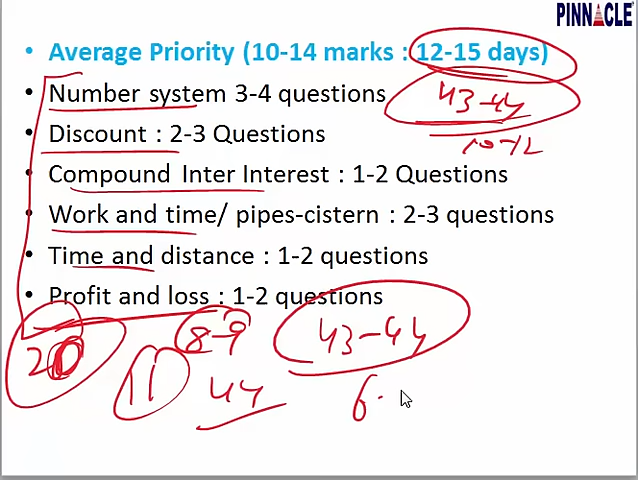 PINNACLE
• Average Priority (10-14 marks : 12-15 days)
• Number system 3-4 questions
43-44
• Discount : 2-3 Questions
10-12
• Compound Inter Interest : 1-2 Questions
• Work and time/ pipes-cistern : 2-3 questions
• Time and distance : 1-2 questions
• Profit and loss : 1-2 questions
20 11 8-9 43-44
44 6-